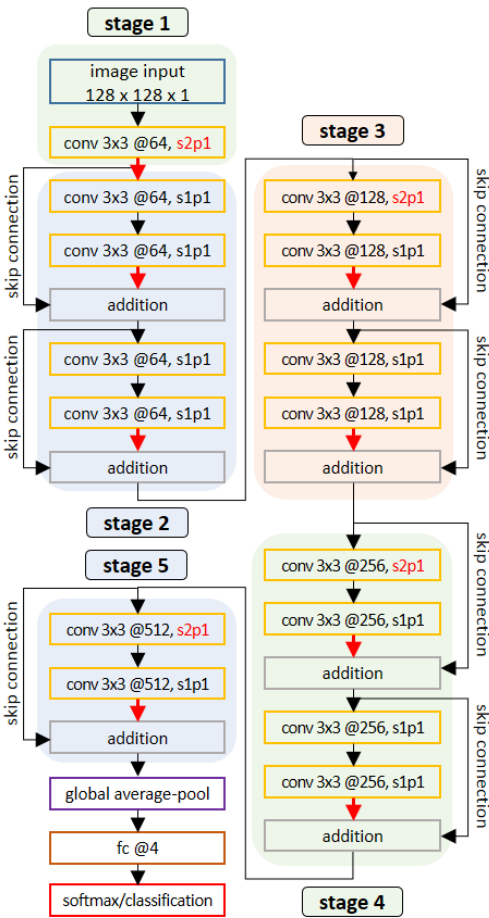 stage 1
image input
128 x 128 x 1
conv 3x3 @64, s2p1
skip connection
conv 3x3 @64, s1p1
conv 3x3 @64, s1p1
addition
skip connection
conv 3x3 @64, s1p1
conv 3x3 @64, s1p1
addition
stage 2
stage 3
skip connection
conv 3x3 @128, s2p1
conv 3x3 @128, s1p1
addition
skip connection
conv 3x3 @128, s1p1
conv 3x3 @128, s1p1
addition
skip connection
conv 3x3 @256, s2p1
conv 3x3 @256, s1p1
addition
skip connection
conv 3x3 @256, s1p1
conv 3x3 @256, s1p1
addition
stage 4
stage 5
skip connection
conv 3x3 @512, s2p1
conv 3x3 @512, s1p1
addition
global average-pool
fc @4
softmax/classification